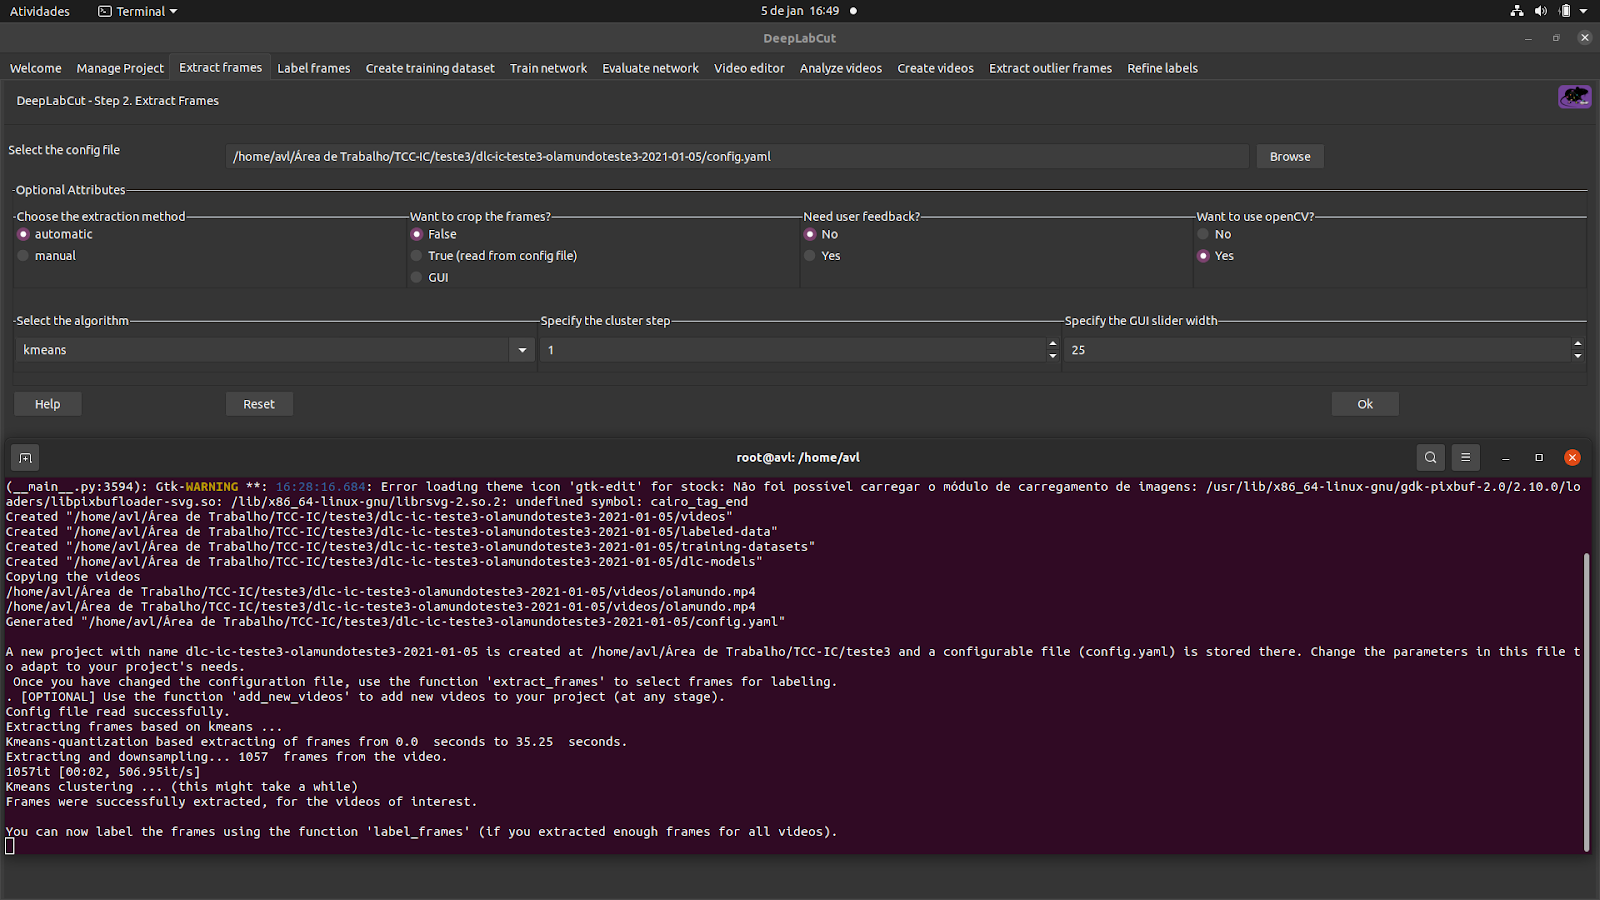 Atividades Terminal 5 de jan 16:49
DeepLabCut
Welcome Manage Project Extract frames Label frames Create training dataset Train network Evaluate network Video editor Analyze videos Create videos Extract outlier frames Refine labels
DeepLabCut - Step 2. Extract Frames
Select the config file /home/avl/Área de Trabalho/TCC-IC/teste3/dlc-ic-teste3-olamundoteste3-2021-01-05/config.yaml Browse
Optional Attributes
Choose the extraction method Want to crop the frames? Need user feedback? Want to use openCV?
automatic False No No
manual True (read from config file) Yes Yes
GUI
Select the algorithm Specify the cluster step Specify the GUI slider width
kmeans 1 25
Help Reset Ok
root@avl: /home/avl
(__main__.py:3594): Gtk-WARNING **: 16:28:16.684: Error loading theme icon 'gtk-edit' for stock: Não foi possível carregar o módulo de carregamento de imagens: /usr/lib/x86_64-linux-gnu/gdk-pixbuf-2.0/2.10.0/lo
aders/libpixbufloader-svg.so: /lib/x86_64-linux-gnu/librsvg-2.so.2: undefined symbol: cairo_tag_end
Created "/home/avl/Área de Trabalho/TCC-IC/teste3/dlc-ic-teste3-olamundoteste3-2021-01-05/videos"
Created "/home/avl/Área de Trabalho/TCC-IC/teste3/dlc-ic-teste3-olamundoteste3-2021-01-05/labeled-data"
Created "/home/avl/Área de Trabalho/TCC-IC/teste3/dlc-ic-teste3-olamundoteste3-2021-01-05/training-datasets"
Created "/home/avl/Área de Trabalho/TCC-IC/teste3/dlc-ic-teste3-olamundoteste3-2021-01-05/dlc-models"
Copying the videos
/home/avl/Área de Trabalho/TCC-IC/teste3/dlc-ic-teste3-olamundoteste3-2021-01-05/videos/olamundo.mp4
/home/avl/Área de Trabalho/TCC-IC/teste3/dlc-ic-teste3-olamundoteste3-2021-01-05/videos/olamundo.mp4
Generated "/home/avl/Área de Trabalho/TCC-IC/teste3/dlc-ic-teste3-olamundoteste3-2021-01-05/config.yaml"
A new project with name dlc-ic-teste3-olamundoteste3-2021-01-05 is created at /home/avl/Área de Trabalho/TCC-IC/teste3 and a configurable file (config.yaml) is stored there. Change the parameters in this file t
o adapt to your project's needs.
Once you have changed the configuration file, use the function 'extract_frames' to select frames for labeling.
. [OPTIONAL] Use the function 'add_new_videos' to add new videos to your project (at any stage).
Config file read successfully.
Extracting frames based on kmeans ...
Kmeans-quantization based extracting of frames from 0.0  seconds to 35.25  seconds.
Extracting and downsampling... 1057  frames from the video.
1057it [00:02, 506.95it/s]
Kmeans clustering ... (this might take a while)
Frames were successfully extracted, for the videos of interest.
You can now label the frames using the function 'label_frames' (if you extracted enough frames for all videos).